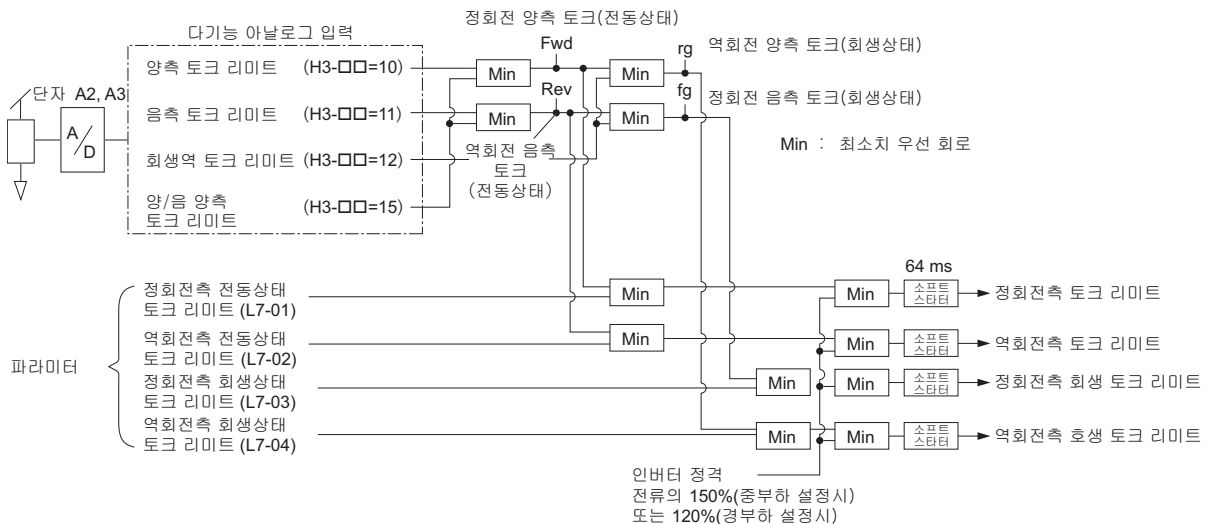 정회전 양측 토크(전동상태)
다기능 아날로그 입력
Fwd
rg
역회전 양측 토크(회생상태)
양측 토크 리미트 (H3-□□=10)
Min
Min
단자 A2, A3
Rev
fg
정회전 음측 토크(회생상태)
A/D
음측 토크 리미트 (H3-□□=11)
Min
Min
Min : 최소치 우선 회로
회생역 토크 리미트 (H3-□□=12)
역회전 음측
토크
(전동상태)
양/음 양측
토크 리미트
(H3-□□=15)
64 ms
정회전측 전동상태
토크 리미트 (L7-01)
Min
Min
소프트
스타터
정회전측 토크 리미트
역회전측 전동상태
토크 리미트 (L7-02)
Min
Min
소프트
스타터
역회전측 토크 리미트
파라미터
정회전측 회생상태
토크 리미트 (L7-03)
Min
Min
소프트
스타터
정회전측 회생 토크 리미트
역회전측 회생상태
토크 리미트 (L7-04)
Min
Min
소프트
스타터
역회전측 호생 토크 리미트
인버터 정격
전류의 150%(중부하 설정시)
또는 120%(경부하 설정시)